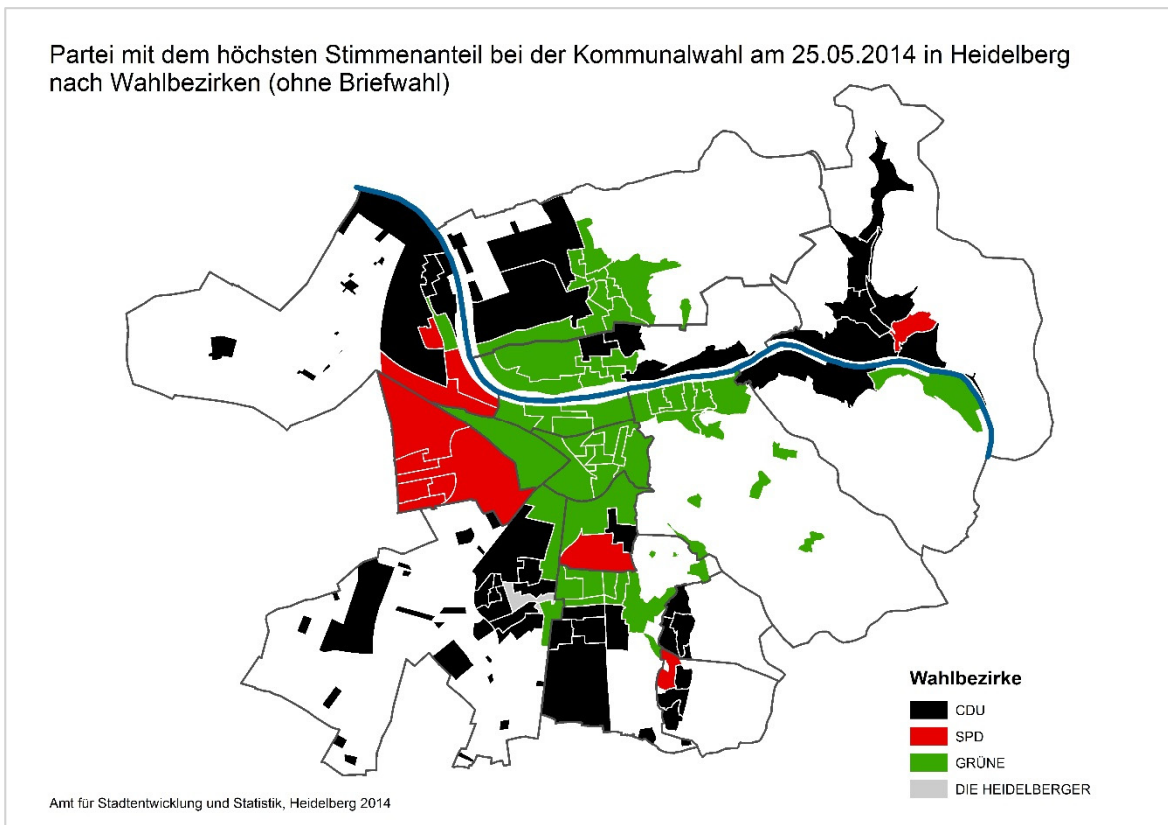 Partei mit dem höchsten Stimmenanteil bei der Kommunalwahl am 25.05.2014 in Heidelberg
nach Wahlbezirken (ohne Briefwahl)
Wahlbezirke
CDU
SPD
GRÜNE
DIE HEIDELBERGER
Amt für Stadtentwicklung und Statistik, Heidelberg 2014